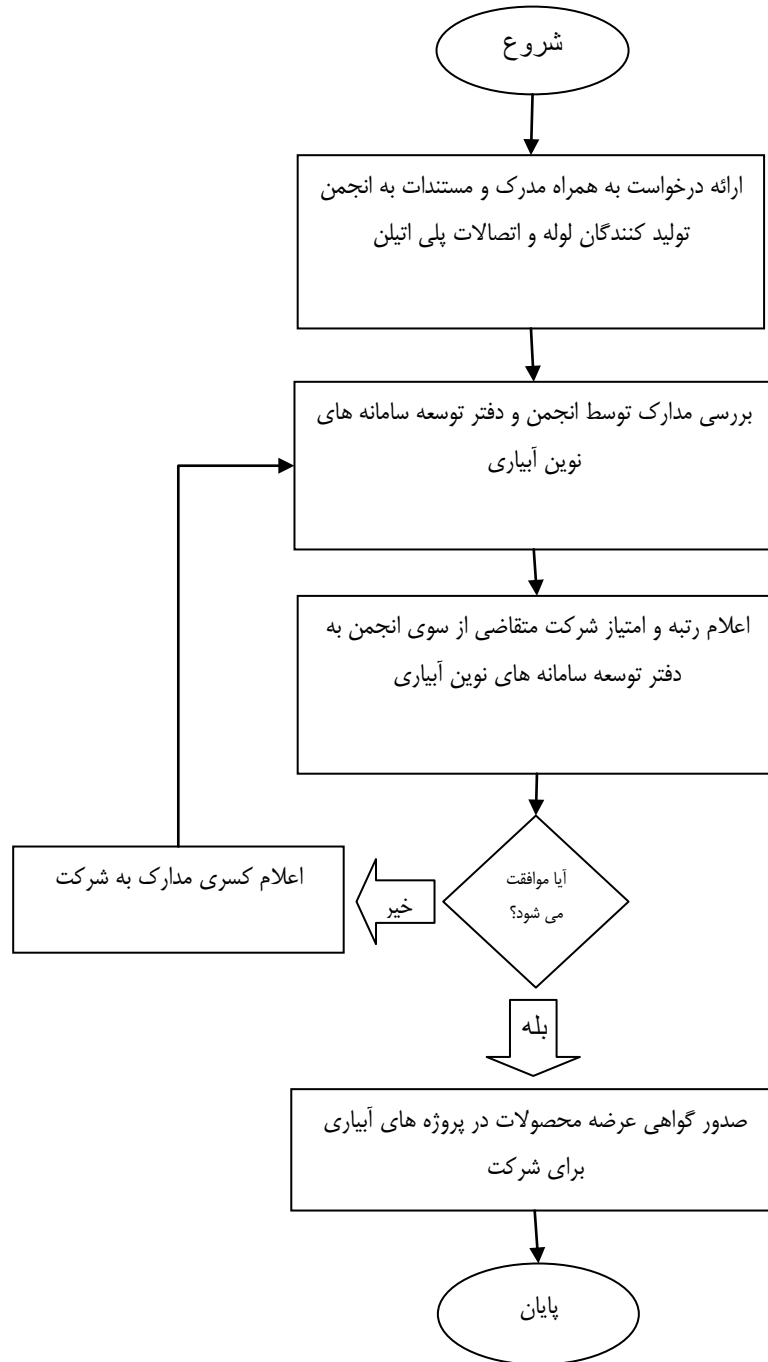 شروع
ارائه درخواست به همراه مدرک و مستندات به انجمن
تولید کنندگان لوله و اتصالات پلی اتیلن
بررسی مدارک توسط انجمن و دفتر توسعه سامانه های
نوین آبیاری
اعلام رتبه و امتیاز شرکت متقاضی از سوی انجمن به
دفتر توسعه سامانه های نوین آبیاری
آیا موافقت
می شود؟
خیر
اعلام کسری مدارک به شرکت
بله
صدور گواهی عرضه محصولات در پروژه های آبیاری
برای شرکت
پایان